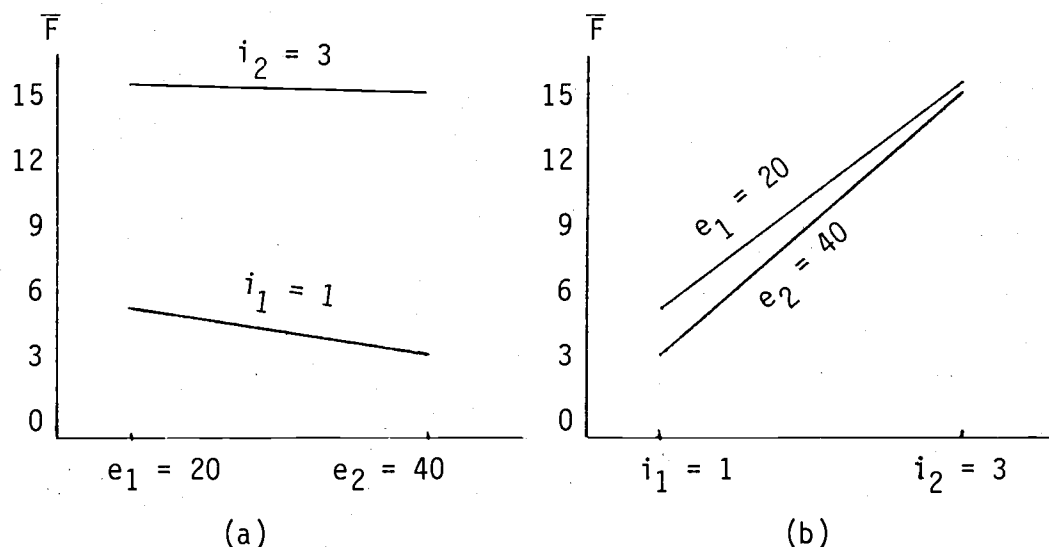 F̅
i₂ = 3
15
12
9
6
3
0
i₁ = 1
e₁ = 20
e₂ = 40
(a)
F̅
15
12
9
6
3
0
e₁ = 20
e₂ = 40
i₁ = 1
i₂ = 3
(b)